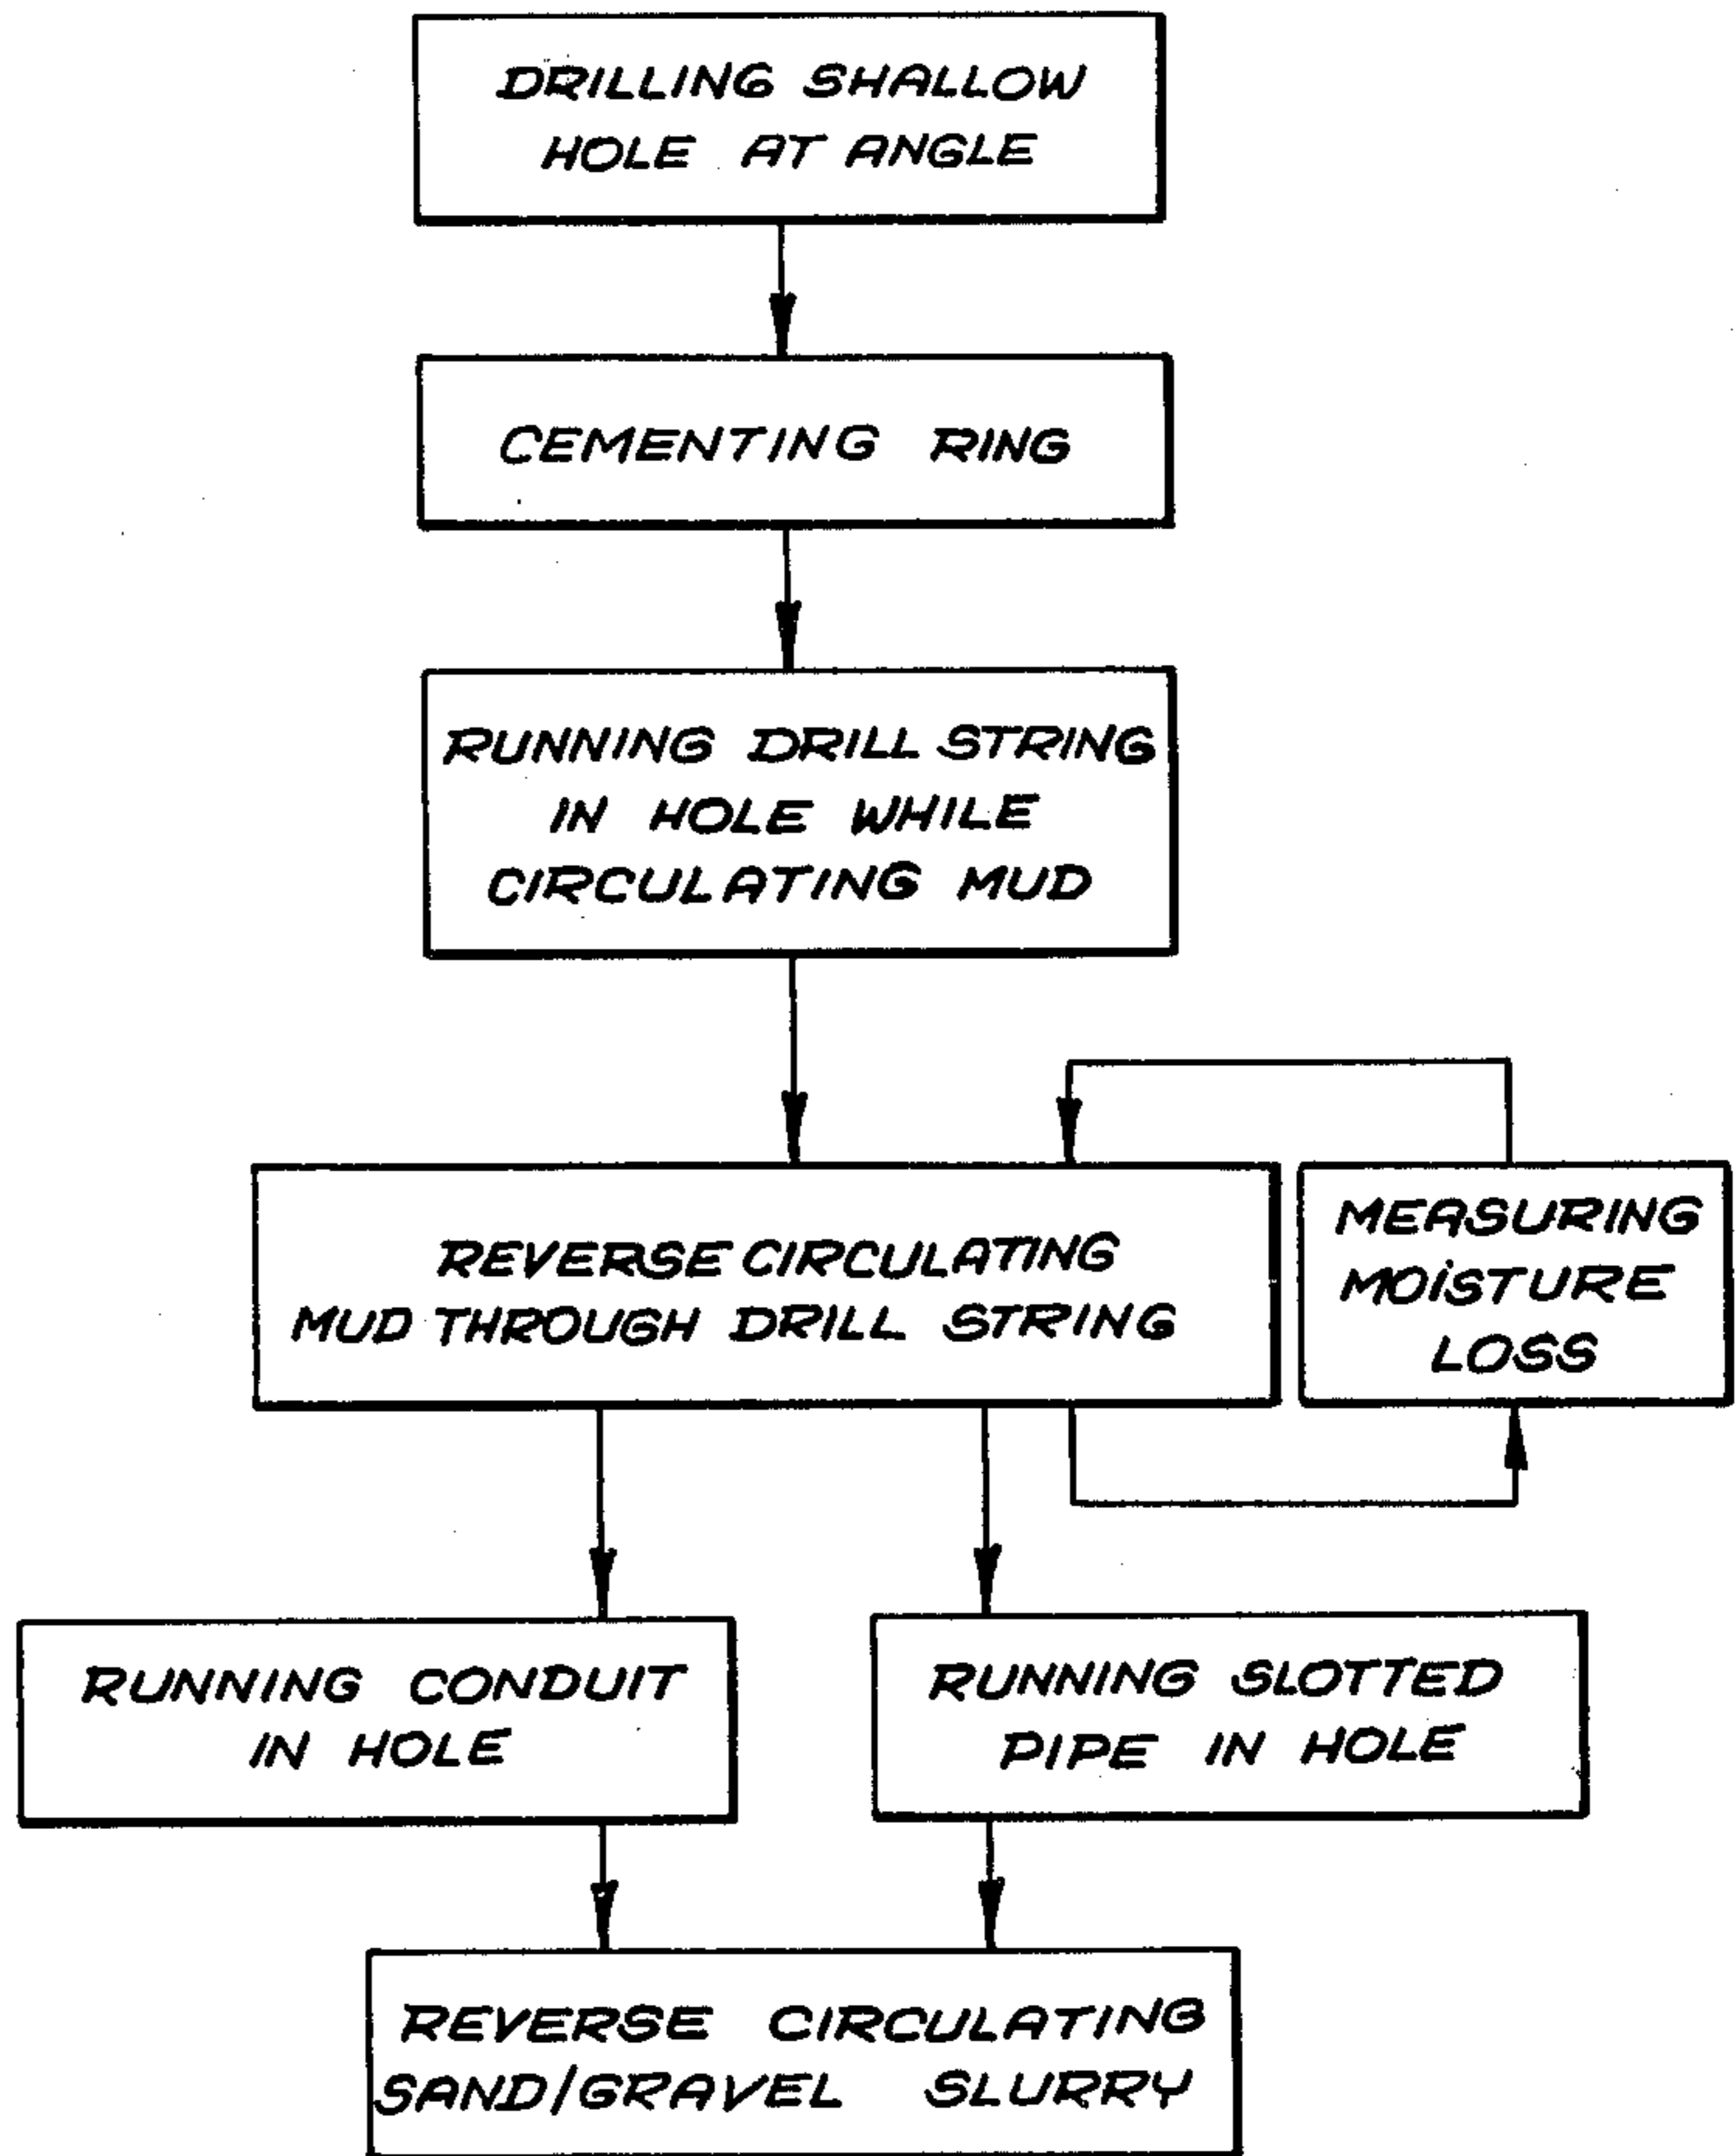 DRILLING SHALLOW
HOLE AT ANGLE
CEMENTING RING
RUNNING DRILL STRING
IN HOLE WHILE
CIRCULATING MUD
REVERSE CIRCULATING
MUD THROUGH DRILL STRING
MEASURING
MOiSTURE
LOSS
RUNNING CONDUIT
IN HOLE
RUNNING SLOTTED
PIPE IN HOLE
REVERSE CIRCULATING
SAND/GRAVEL SLURRY